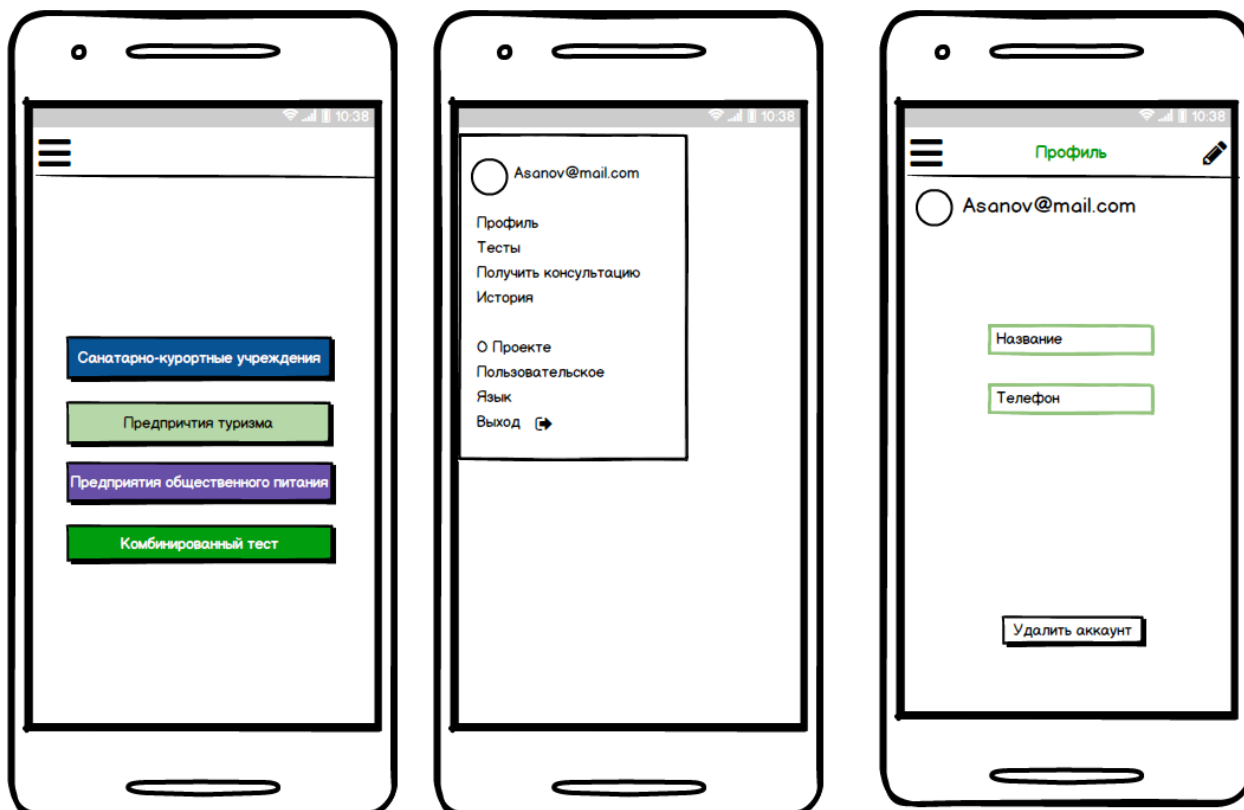 10:38
Санатарно-курортные учреждения
Предпричтия туризма
Предприятия общественного питания
Комбинированный тест
10:38
Asanov@mail.com
Профиль
Тесты
Получить консультацию
История
О Проекте
Пользовательское
Язык
Выход
10:38
Профиль
Asanov@mail.com
Название
Телефон
Удалить аккаунт